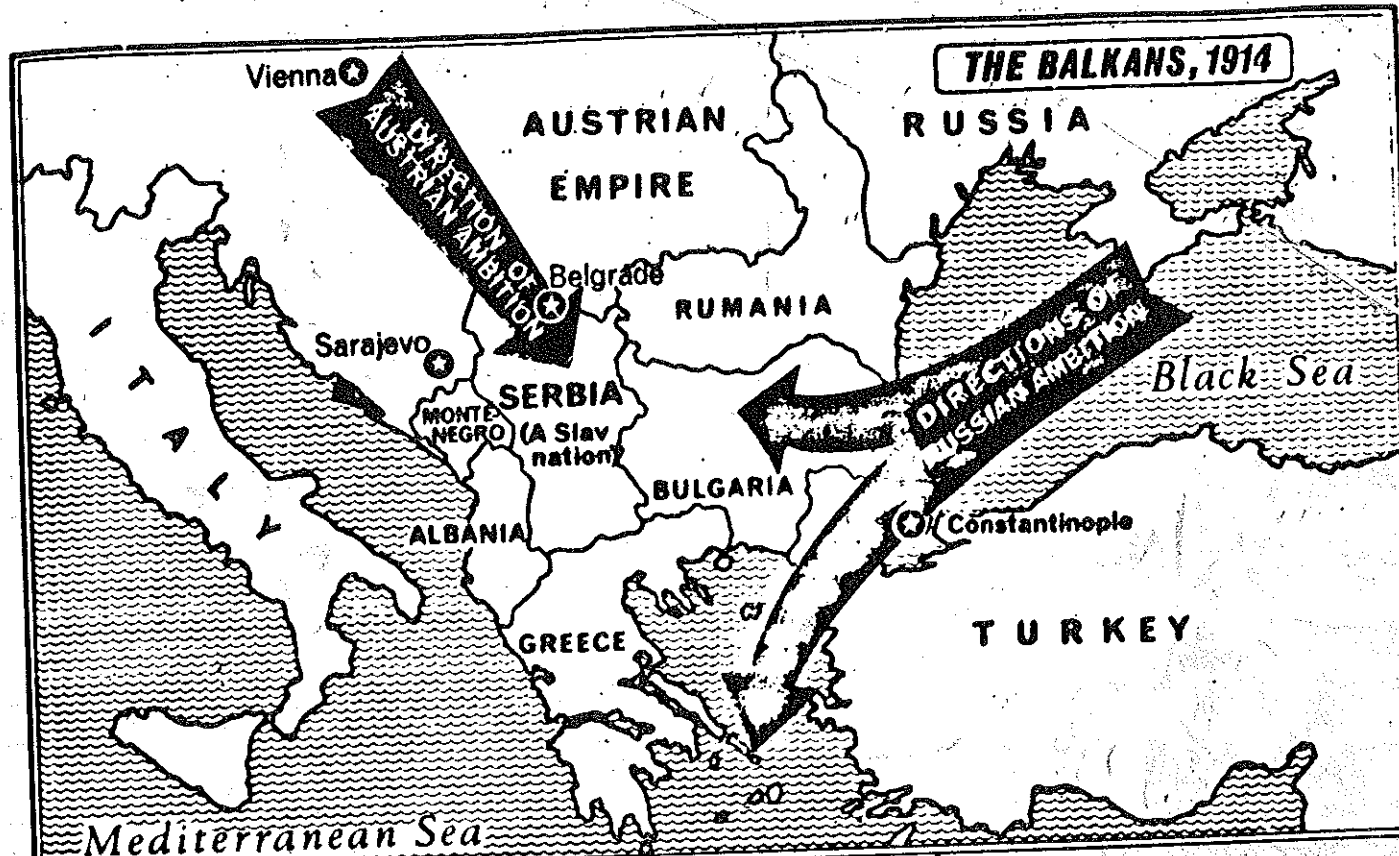 THE BALKANS, 1914
Vienna
AUSTRIAN
EMPIRE
RUSSIA
DIRECTION OF
AUSTRIAN AMBITION
Belgrade
RUMANIA
Sarajevo
SERBIA
(A Slav
nation)
MONTE-
NEGRO
ITALY
DIRECTIONS OF
RUSSIAN AMBITION
Black Sea
BULGARIA
ALBANIA
Constantinople
TURKEY
GREECE
Mediterranean Sea